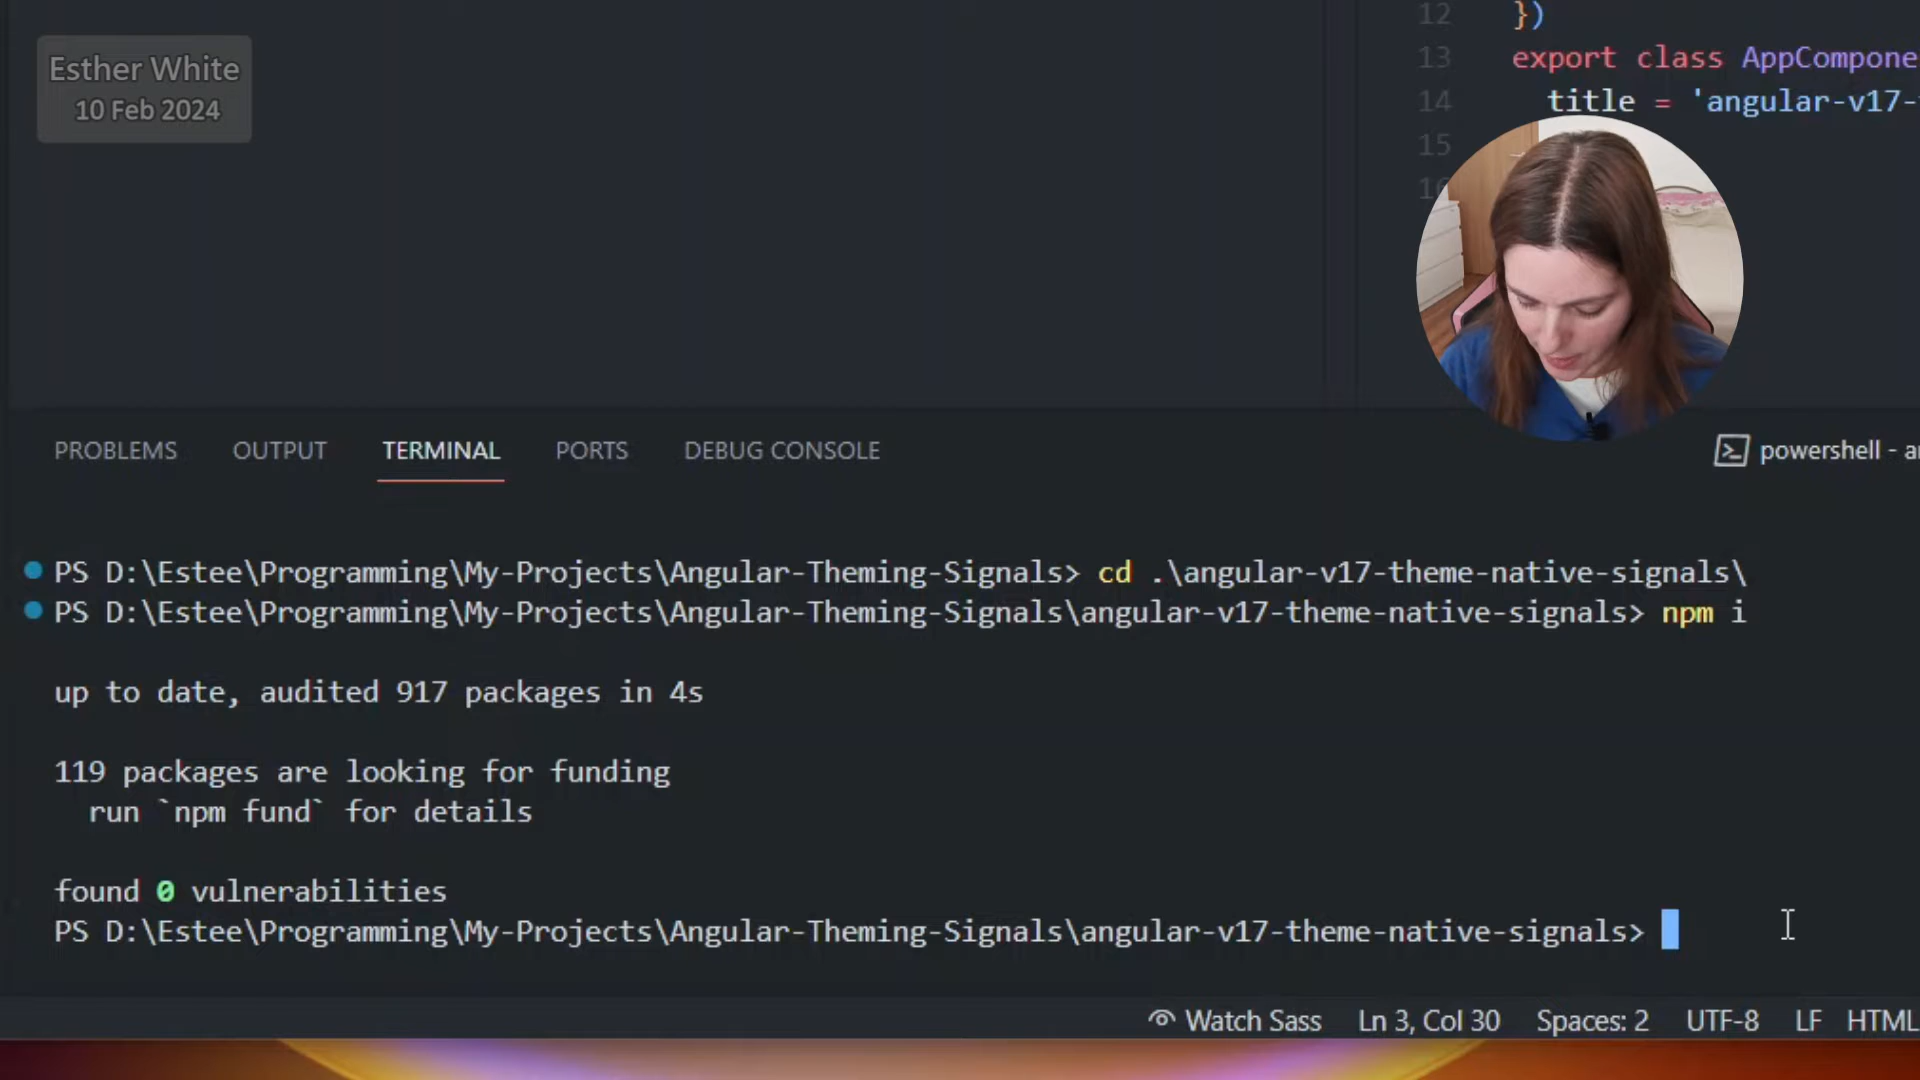 Esther White
10 Feb 2024
12 })
13 export class AppCompone
14 title = 'angular-v17-
15
PROBLEMS OUTPUT TERMINAL PORTS DEBUG CONSOLE powershell - a
PS D:\Estee\Programming\My-Projects\Angular-Theming-Signals> cd .\angular-v17-theme-native-signals\
PS D:\Estee\Programming\My-Projects\Angular-Theming-Signals\angular-v17-theme-native-signals> npm i
up to date, audited 917 packages in 4s
119 packages are looking for funding
run `npm fund` for details
found 0 vulnerabilities
PS D:\Estee\Programming\My-Projects\Angular-Theming-Signals\angular-v17-theme-native-signals>
Watch Sass Ln 3, Col 30 Spaces: 2 UTF-8 LF HTML